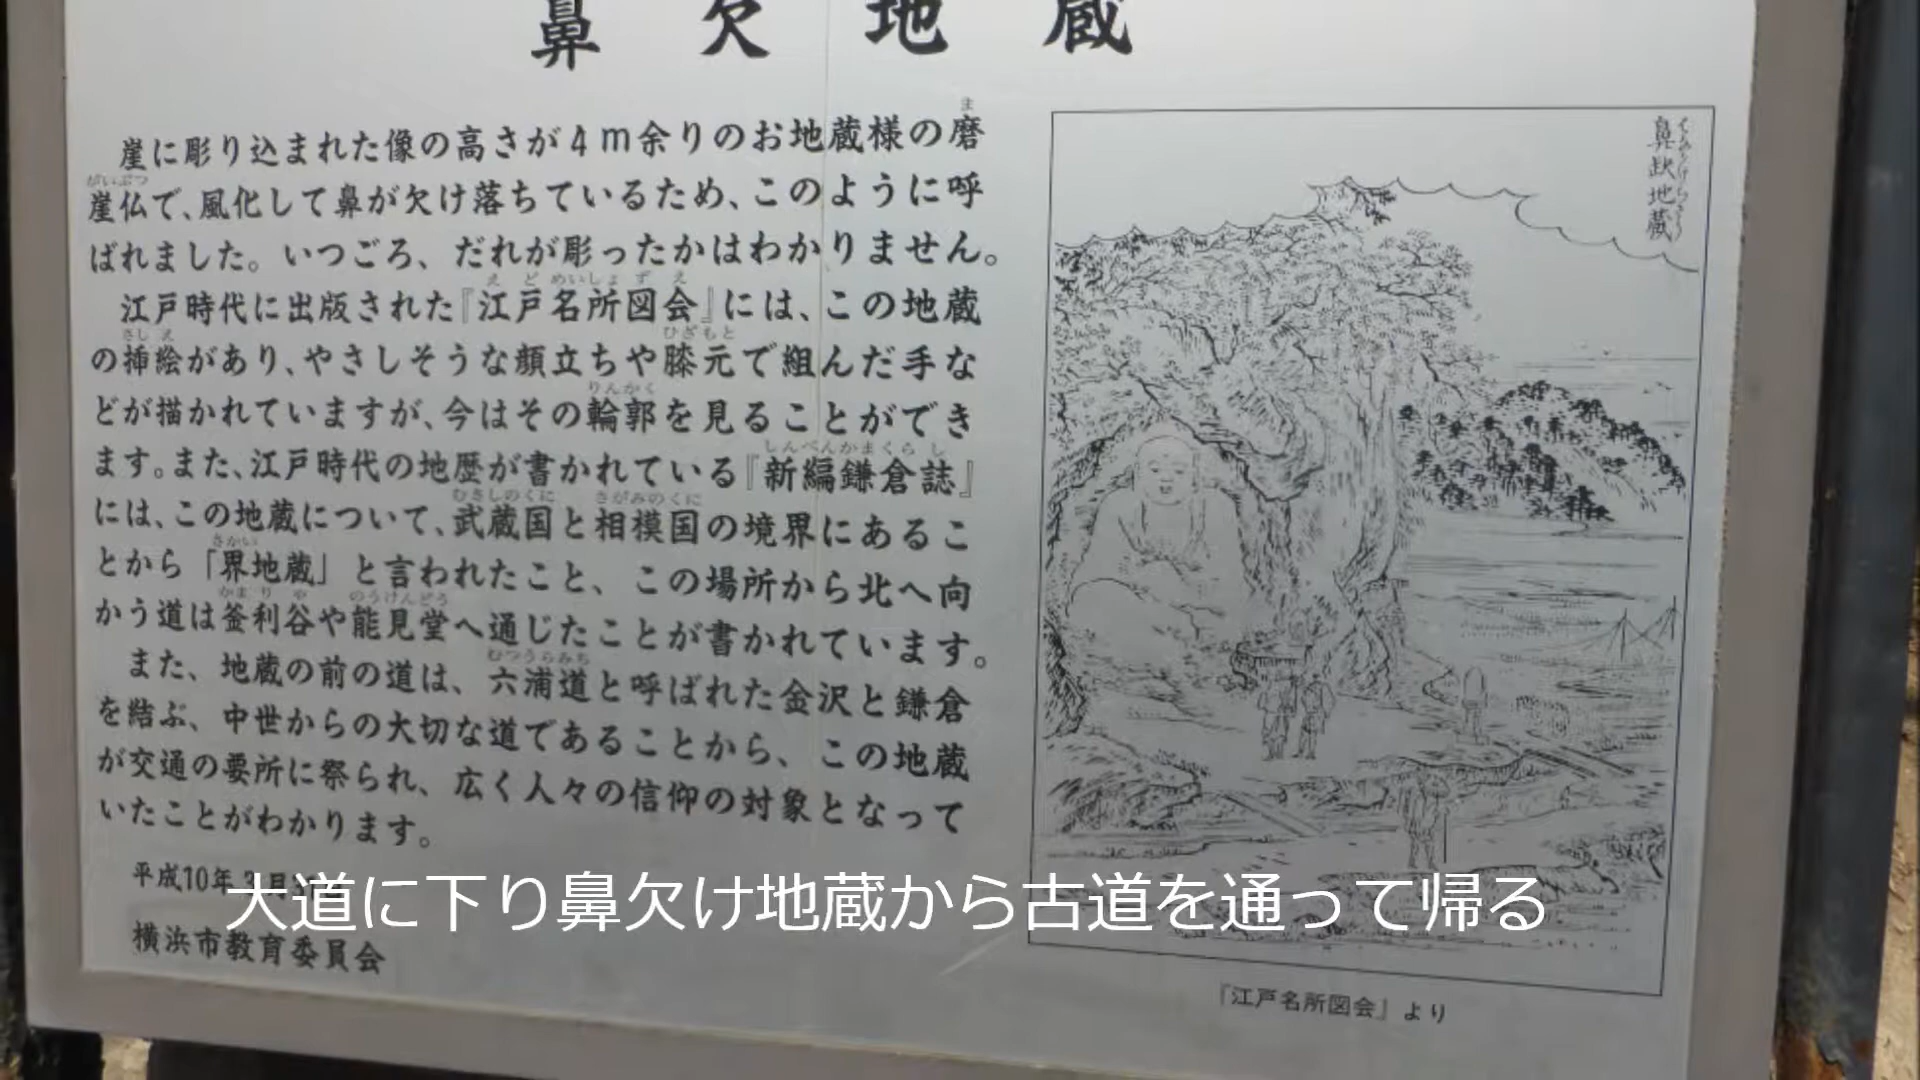 鼻欠地蔵
崖に彫り込まれた像の高さが4m余りのお地蔵様の磨
崖仏で、風化して鼻が欠け落ちているため、このように呼
ばれました。いつごろ、だれが彫ったかはわかりません。
江戸時代に出版された『江戸名所図会』には、この地蔵
の挿絵があり、やさしそうな顔立ちや膝元で組んだ手な
どが描かれていますが、今はその輪郭を見ることができ
ます。また、江戸時代の地歴が書かれている『新編鎌倉誌』
には、この地蔵について、武蔵国と相模国の境界にあるこ
とから「界地蔵」と言われたこと、この場所から北へ向
かう道は釜利谷や能見堂へ通じたことが書かれています。
また、地蔵の前の道は、六浦道と呼ばれた金沢と鎌倉
を結ぶ、中世からの大切な道であることから、この地蔵
が交通の要所に祭られ、広く人々の信仰の対象となって
いたことがわかります。
平成10年3月
横浜市教育委員会
鼻缺地蔵
『江戸名所図会』より
大道に下り鼻欠け地蔵から古道を通って帰る